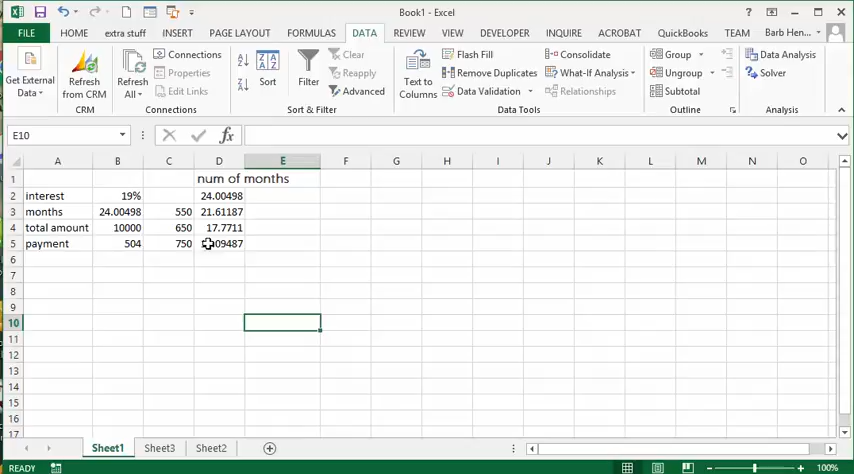 Book1 - Excel
FILE HOME extra stuff INSERT PAGE LAYOUT FORMULAS DATA REVIEW VIEW DEVELOPER INQUIRE ACROBAT QuickBooks TEAM Barb Hen...
Get External Data
Refresh from CRM
CRM
Refresh All
Connections
Properties
Edit Links
Connections
Sort
Filter
Clear
Reapply
Advanced
Sort & Filter
Text to Columns
Flash Fill
Remove Duplicates
Data Validation
Consolidate
What-If Analysis
Relationships
Data Tools
Group
Ungroup
Subtotal
Outline
Data Analysis
Solver
Analysis
E10 fx
A B C D E F G H I J K L M N O
1 num of months
2 interest 19% 24.00498
3 months 24.00498 550 21.61187
4 total amount 10000 650 17.7711
5 payment 504 750 09487
6
7
8
9
10
11
12
13
14
15
16
17
Sheet1 Sheet3 Sheet2
READY 100%